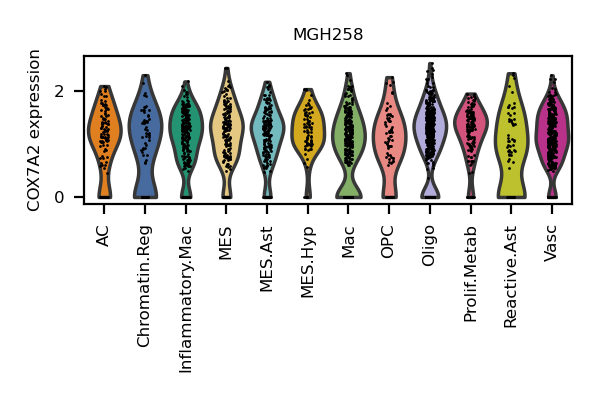 MGH258
COX7A2 expression
2
0
AC
Chromatin.Reg
Inflammatory.Mac
MES
MES.Ast
MES.Hyp
Mac
OPC
Oligo
Prolif.Metab
Reactive.Ast
Vasc